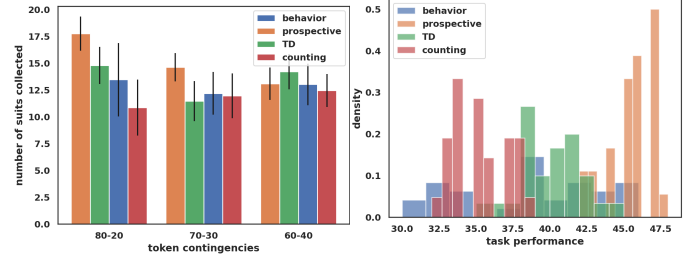 20.0
17.5
15.0
12.5
10.0
7.5
5.0
2.5
0.0
number of suits collected
behavior
prospective
TD
counting
80-20
70-30
60-40
token contingencies
0.5
0.4
0.3
0.2
0.1
0.0
density
behavior
prospective
TD
counting
30.0
32.5
35.0
37.5
40.0
42.5
45.0
47.5
task performance